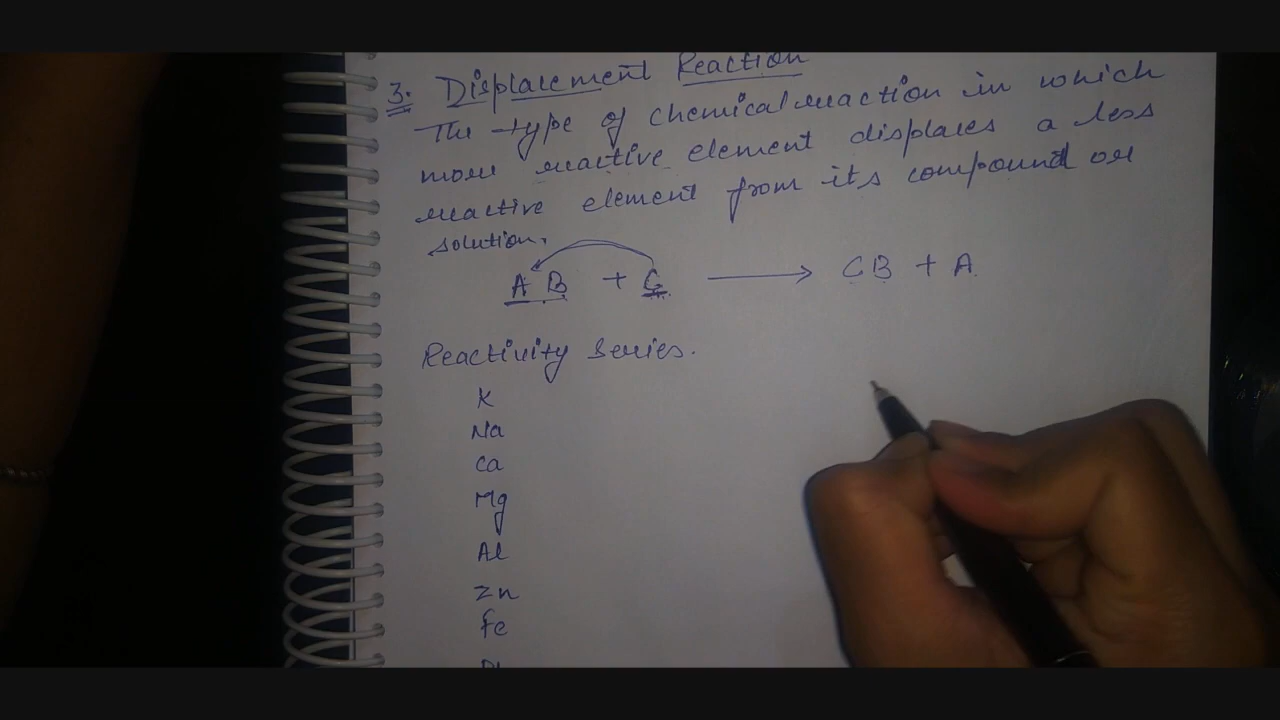 3. Displacement Reaction
The type of chemical reaction in which
more reactive element displaces a less
reactive element from its compound or
solution.
AB + C → CB + A.
Reactivity Series.
K
Na
Ca
Mg
Al
Zn
Fe